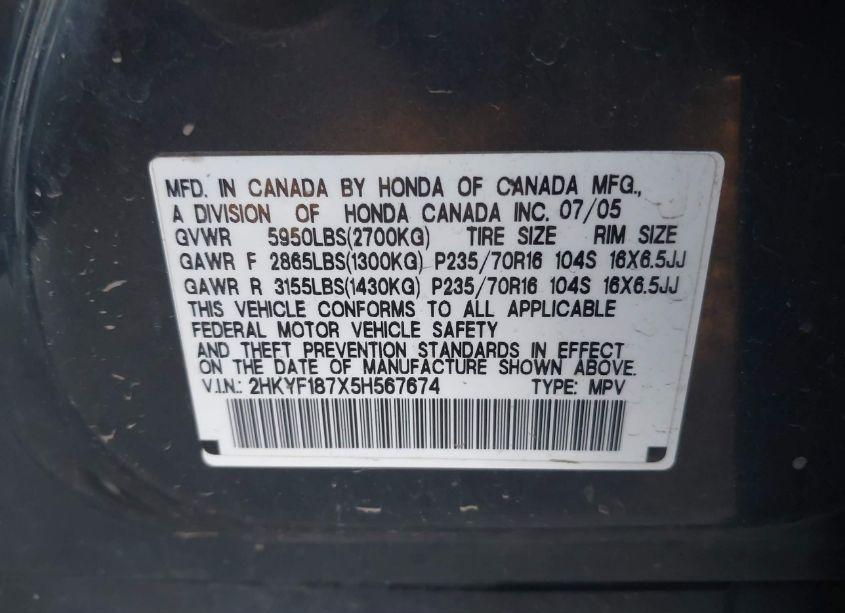 MFD. IN CANADA BY HONDA OF CANADA MFG.,
A DIVISION OF HONDA CANADA INC. 07/05
GVWR 5950LBS(2700KG) TIRE SIZE RIM SIZE
GAWR F 2865LBS(1300KG) P235/70R16 104S 16X6.5JJ
GAWR R 3155LBS(1430KG) P235/70R16 104S 16X6.5JJ
THIS VEHICLE CONFORMS TO ALL APPLICABLE
FEDERAL MOTOR VEHICLE SAFETY
AND THEFT PREVENTION STANDARDS IN EFFECT
ON THE DATE OF MANUFACTURE SHOWN ABOVE.
V.I.N.: 2HKYF187X5H567674 TYPE: MPV